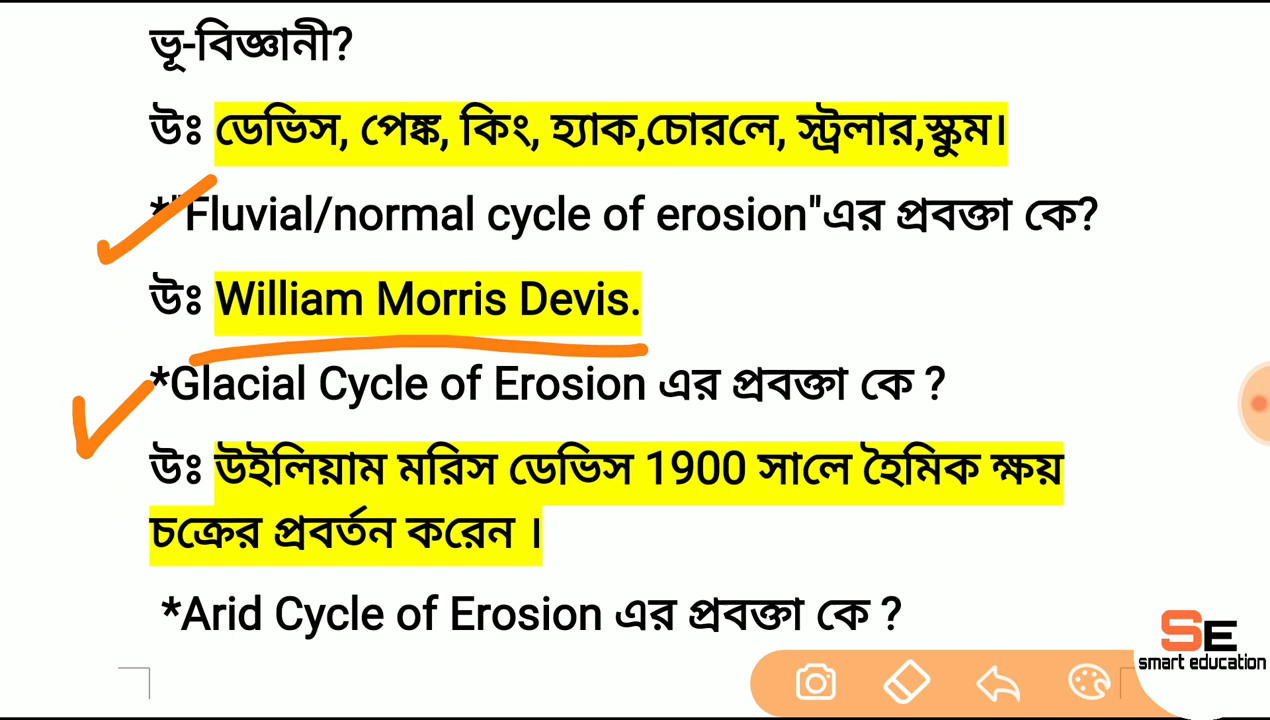 ভূ-বিজ্ঞানী?
উঃ ডেভিস, পেঙ্ক, কিং, হ্যাক,চোরলে, স্ট্রলার,স্কুম।
*"Fluvial/normal cycle of erosion"এর প্রবক্তা কে?
উঃ William Morris Devis.
*Glacial Cycle of Erosion এর প্রবক্তা কে ?
উঃ উইলিয়াম মরিস ডেভিস 1900 সালে হৈমিক ক্ষয়
চক্রের প্রবর্তন করেন ।
*Arid Cycle of Erosion এর প্রবক্তা কে ?
SE
smart education